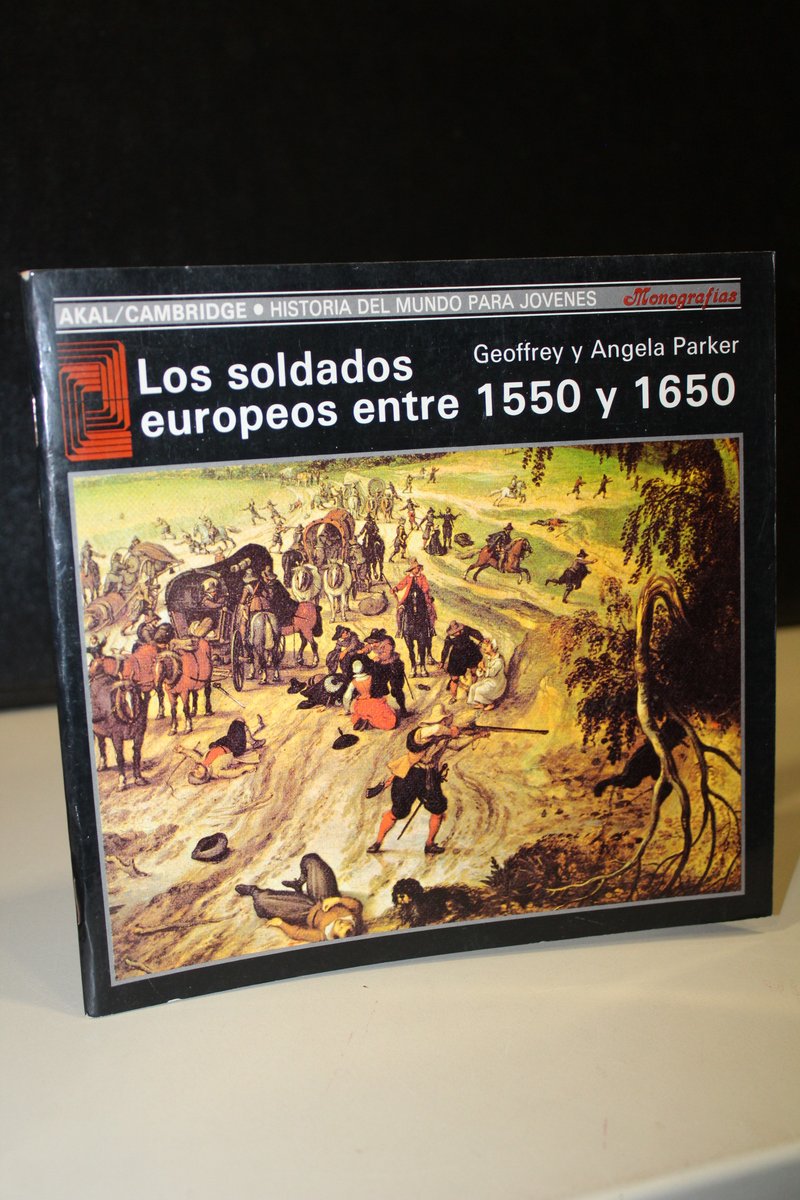 AKAL/CAMBRIDGE • HISTORIA DEL MUNDO PARA JOVENES Monografías
Geoffrey y Angela Parker
Los soldados
europeos entre 1550 y 1650